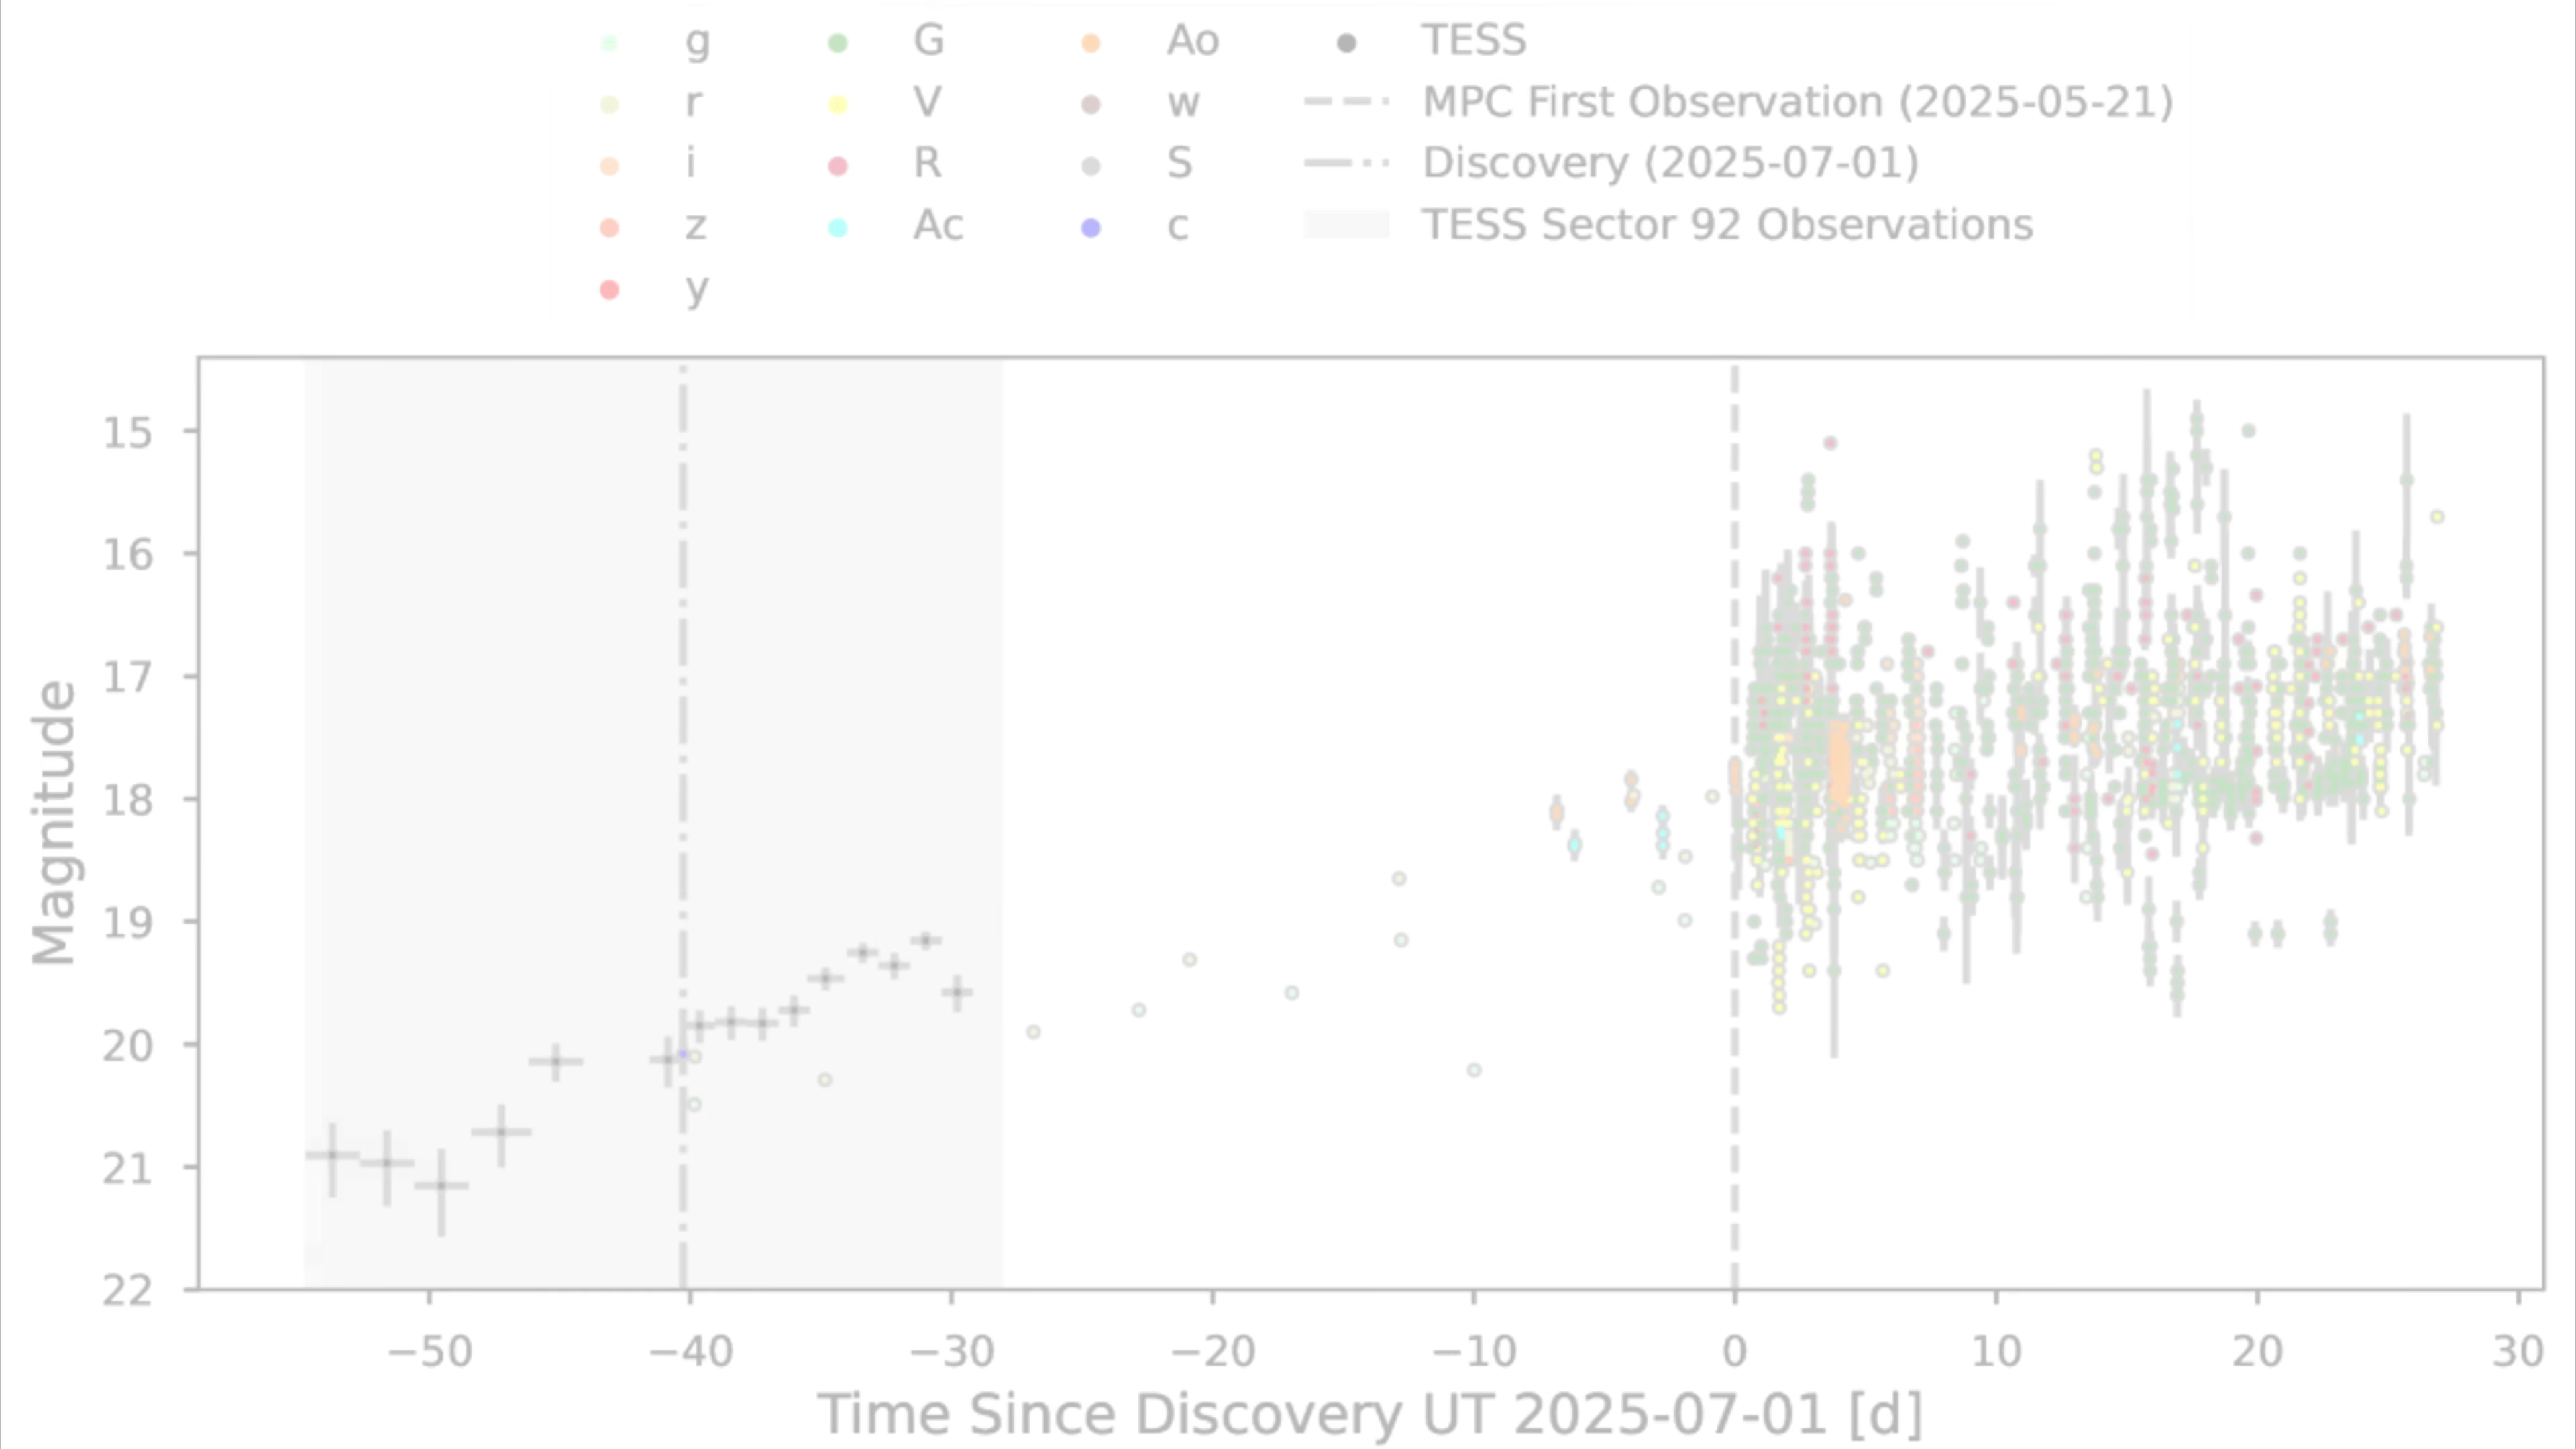 g G Ao TESS
r V w MPC First Observation (2025-05-21)
i R S Discovery (2025-07-01)
z Ac c TESS Sector 92 Observations
y
15
16
17
18
19
20
21
22
Magnitude
−50 −40 −30 −20 −10 0 10 20 30
Time Since Discovery UT 2025-07-01 [d]